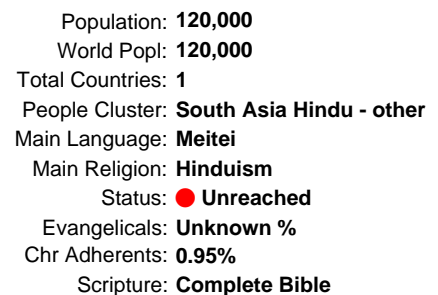 Population: 120,000
World Popl: 120,000
Total Countries: 1
People Cluster: South Asia Hindu - other
Main Language: Meitei
Main Religion: Hinduism
Status: Unreached
Evangelicals: Unknown %
Chr Adherents: 0.95%
Scripture: Complete Bible